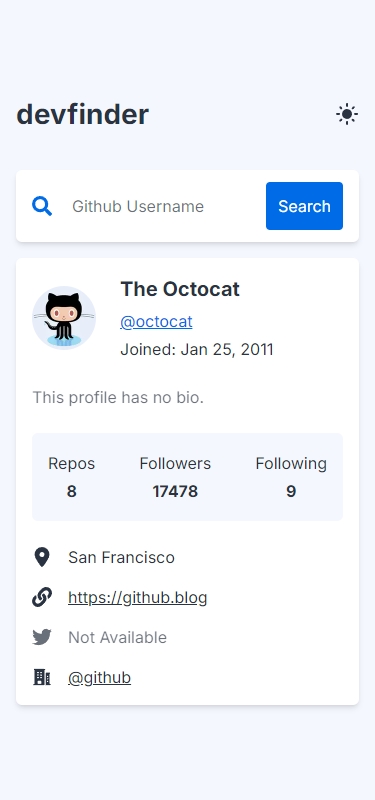 devfinder
Github Username Search
The Octocat
@octocat
Joined: Jan 25, 2011
This profile has no bio.
Repos Followers Following
8 17478 9
San Francisco
https://github.blog
Not Available
@github